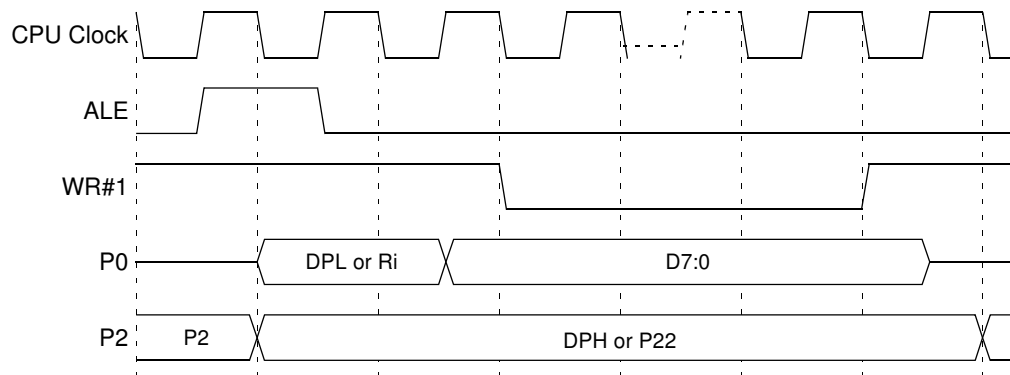 CPU Clock
ALE
WR#1
P0
DPL or Ri
D7:0
P2
P2
DPH or P22